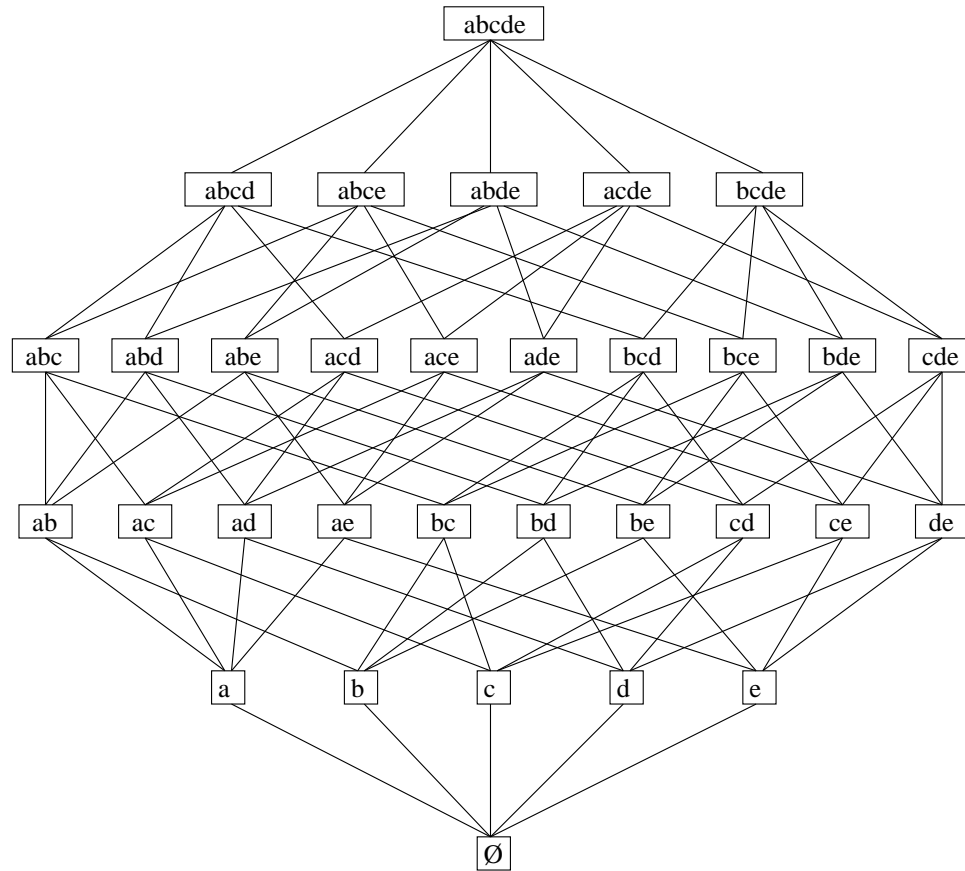 abcde
abcd abce abde acde bcde
abc abd abe acd ace ade bcd bce bde cde
ab ac ad ae bc bd be cd ce de
a b c d e
Ø